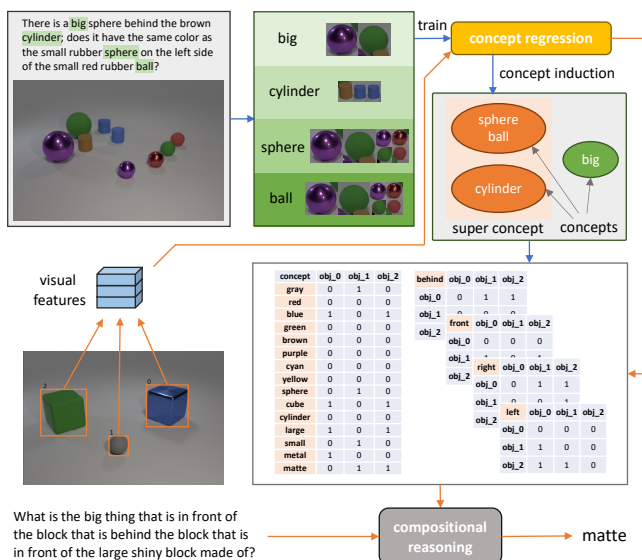 There is a big sphere behind the brown
cylinder; does it have the same color as
the small rubber sphere on the left side
of the small red rubber ball?
big
cylinder
sphere
ball
train
concept regression
concept induction
sphere
ball
cylinder
big
super concept
concepts
visual
features
2
0
1
concept obj_0 obj_1 obj_2
gray 0 1 0
red 0 0 0
blue 1 0 1
green 0 0 0
brown 0 0 0
purple 0 0 0
cyan 0 0 0
yellow 0 0 0
sphere 0 1 0
cube 1 0 1
cylinder 0 0 0
large 1 0 1
small 0 1 0
metal 1 0 0
matte 0 1 1
behind obj_0 obj_1 obj_2
obj_0 0 1 1
obj_1 0 0 0
obj_2
front obj_0 obj_1 obj_2
obj_0 0 0 0
obj_1
obj_2
right obj_0 obj_1 obj_2
obj_0 0 1 1
obj_1 0
obj_2
left obj_0 obj_1 obj_2
obj_0 0 0 0
obj_1 1 0 0
obj_2 1 1 0
What is the big thing that is in front of
the block that is behind the block that is
in front of the large shiny block made of?
compositional
reasoning
matte